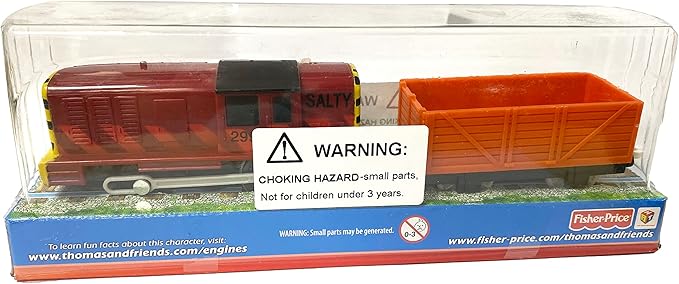 SALTY
299
WARNING:
CHOKING HAZARD-small parts,
Not for children under 3 years.
To learn fun facts about this character, visit:
www.thomasandfriends.com/engines
WARNING: Small parts may be generated.
0-3
Fisher-Price
www.fisher-price.com/thomasandfriends